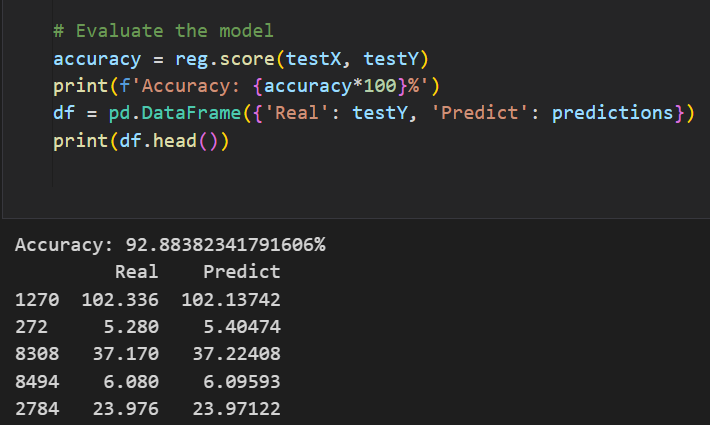 # Evaluate the model
accuracy = reg.score(testX, testY)
print(f'Accuracy: {accuracy*100}%')
df = pd.DataFrame({'Real': testY, 'Predict': predictions})
print(df.head())
Accuracy: 92.88382341791606%
Real Predict
1270 102.336 102.13742
272 5.280 5.40474
8308 37.170 37.22408
8494 6.080 6.09593
2784 23.976 23.97122